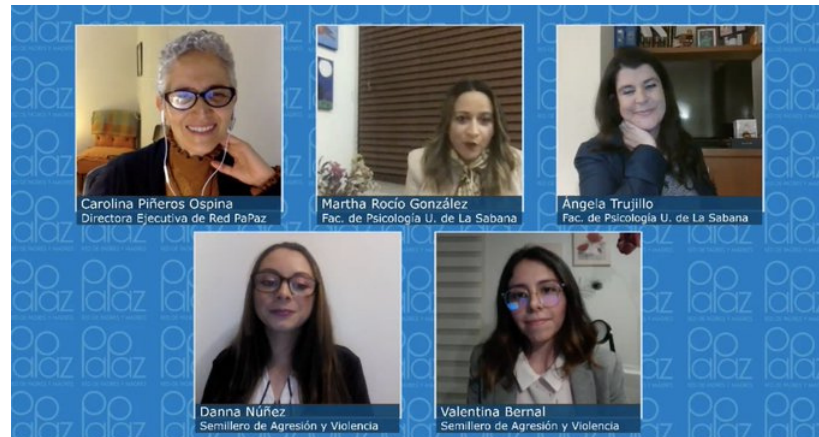 Carolina Piñeros Ospina
Directora Ejecutiva de Red PaPaz
Martha Rocío González
Fac. de Psicología U. de La Sabana
Ángela Trujillo
Fac. de Psicología U. de La Sabana
Danna Núñez
Semillero de Agresión y Violencia
Valentina Bernal
Semillero de Agresión y Violencia